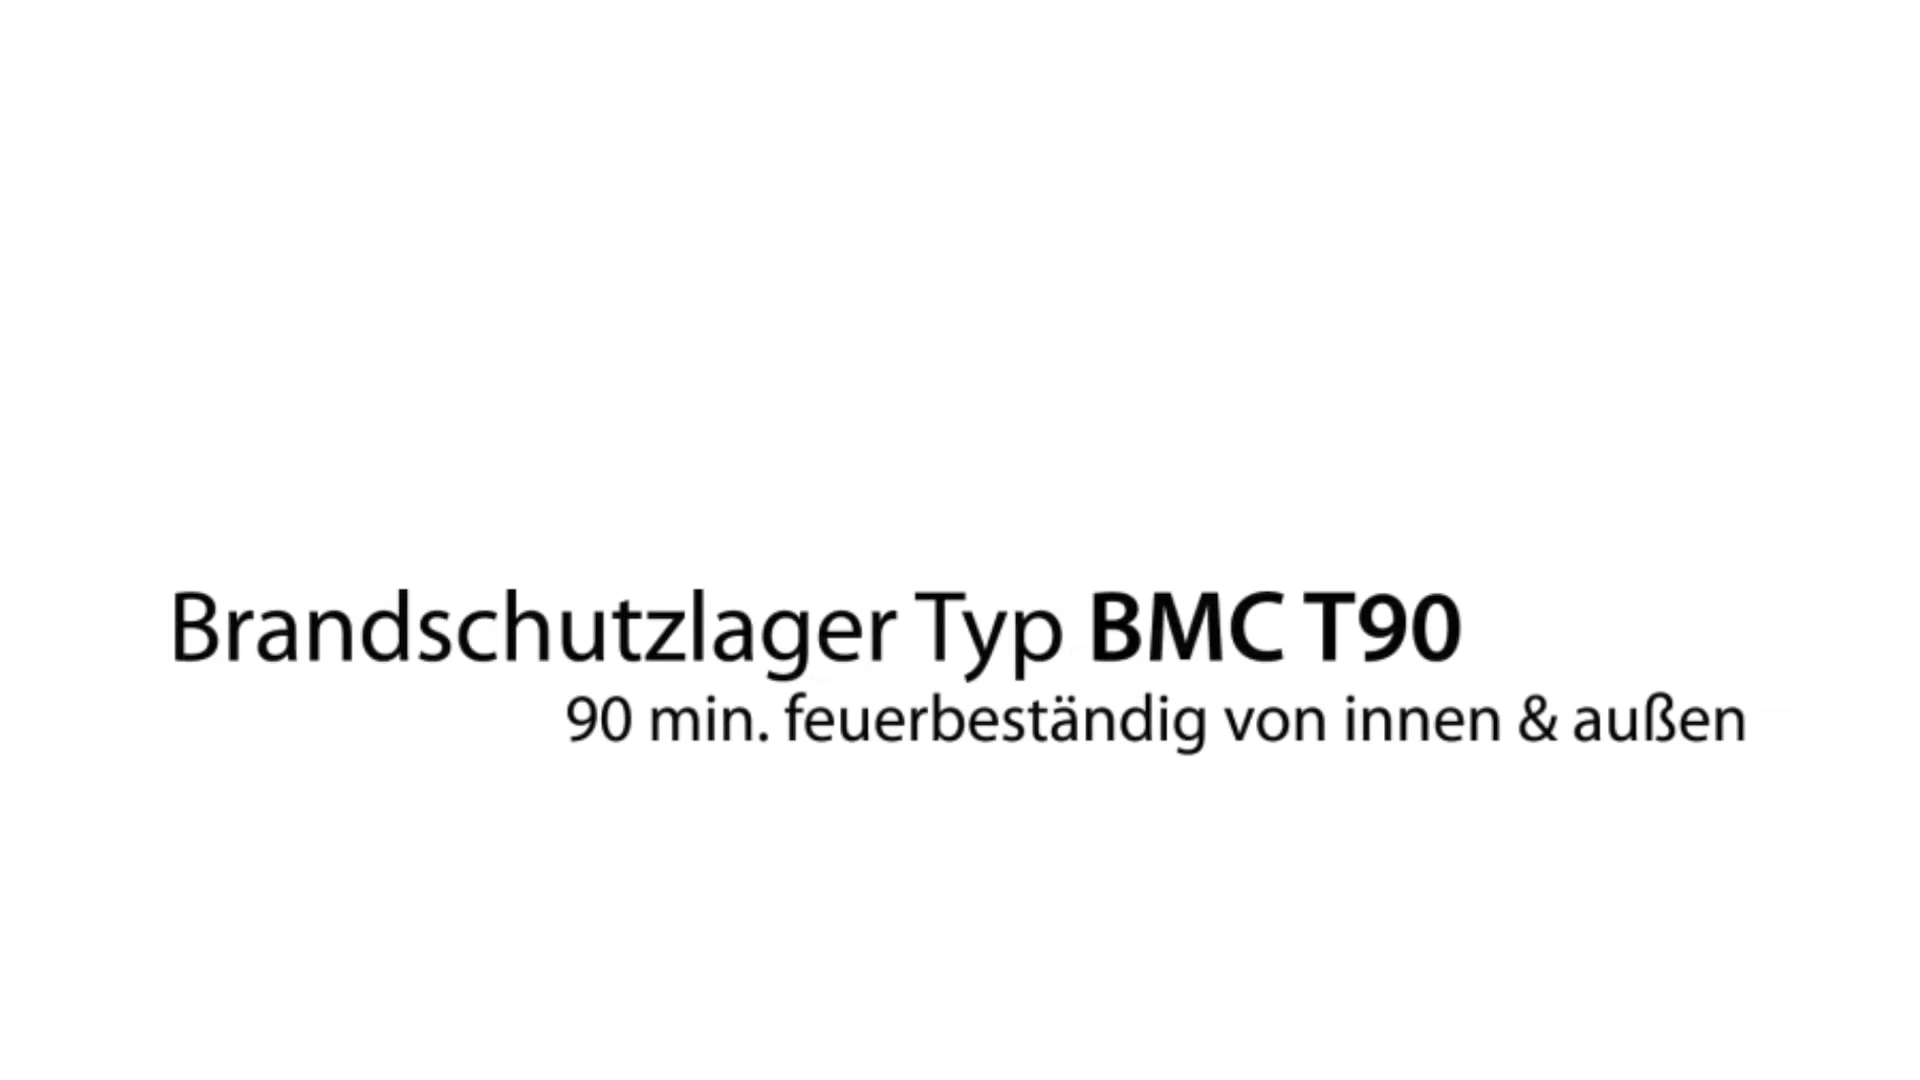 Brandschutzlager Typ BMC T90
90 min. feuerbeständig von innen & außen